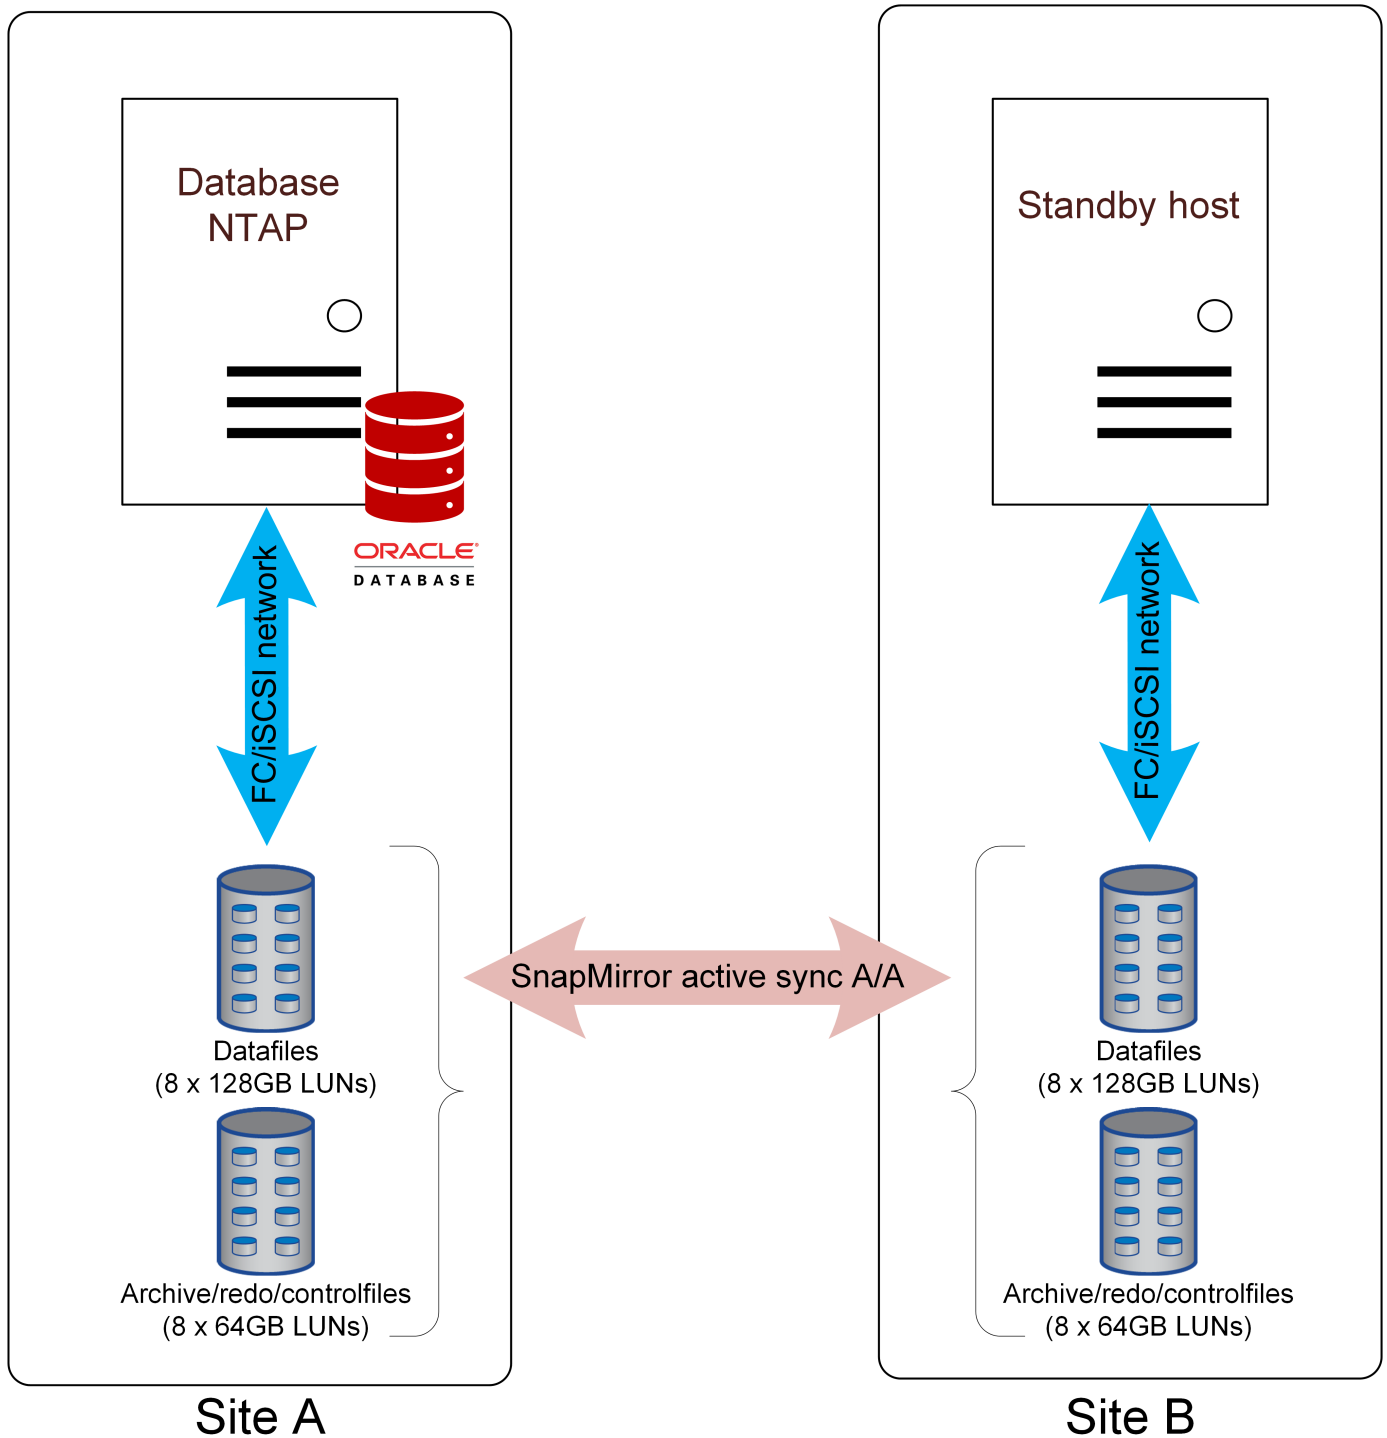 Database
NTAP
ORACLE®
DATABASE
FC/iSCSI network
Datafiles
(8 x 128GB LUNs)
Archive/redo/controlfiles
(8 x 64GB LUNs)
Site A
SnapMirror active sync A/A
Standby host
FC/iSCSI network
Datafiles
(8 x 128GB LUNs)
Archive/redo/controlfiles
(8 x 64GB LUNs)
Site B